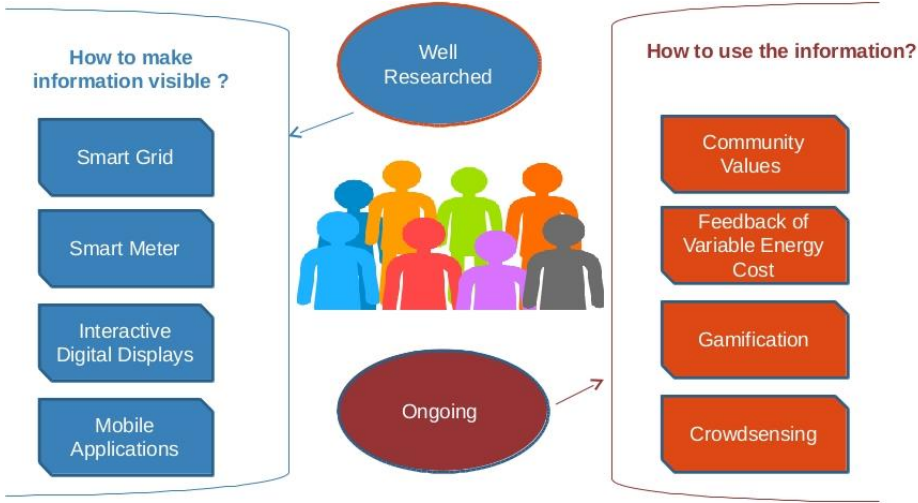 How to make
information visible ?
Smart Grid
Smart Meter
Interactive
Digital Displays
Mobile
Applications
Well
Researched
Ongoing
How to use the information?
Community
Values
Feedback of
Variable Energy
Cost
Gamification
Crowdsensing